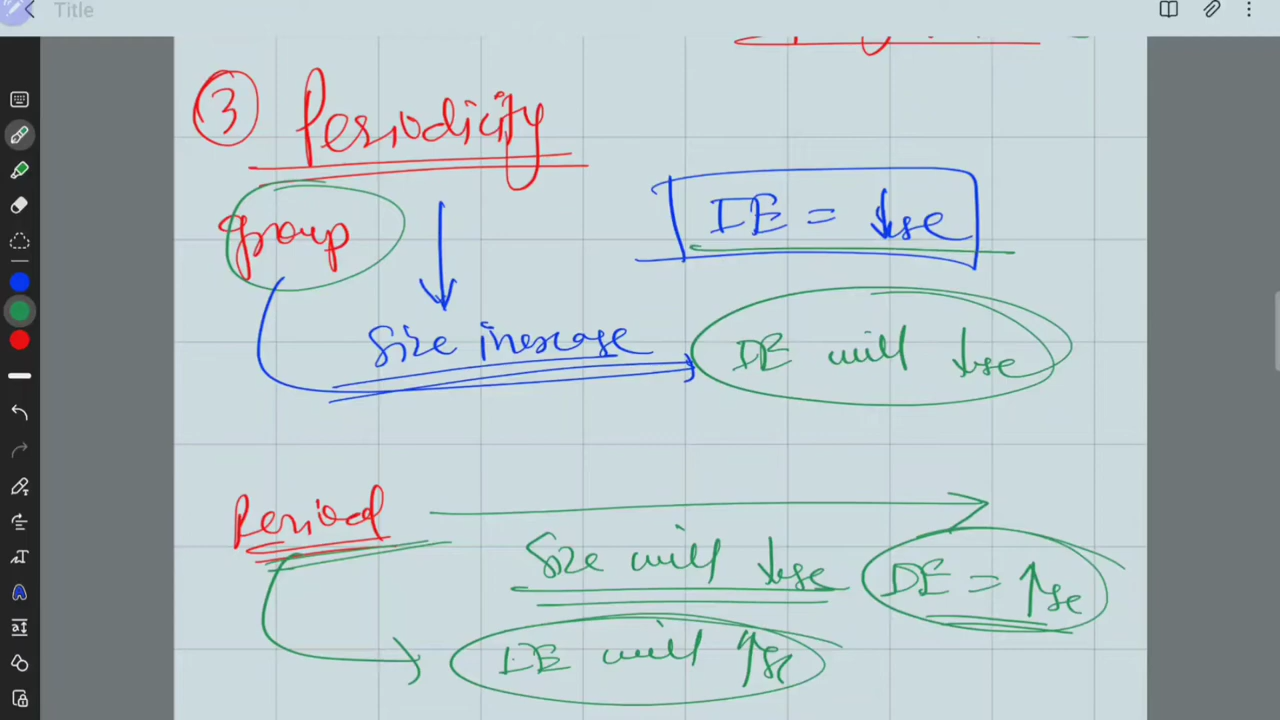 Title
③ Periodicity
group
IE = ↓se
Size increase
IE will ↓se
Period
Size will ↓se
IE = ↑se
IE will ↑se